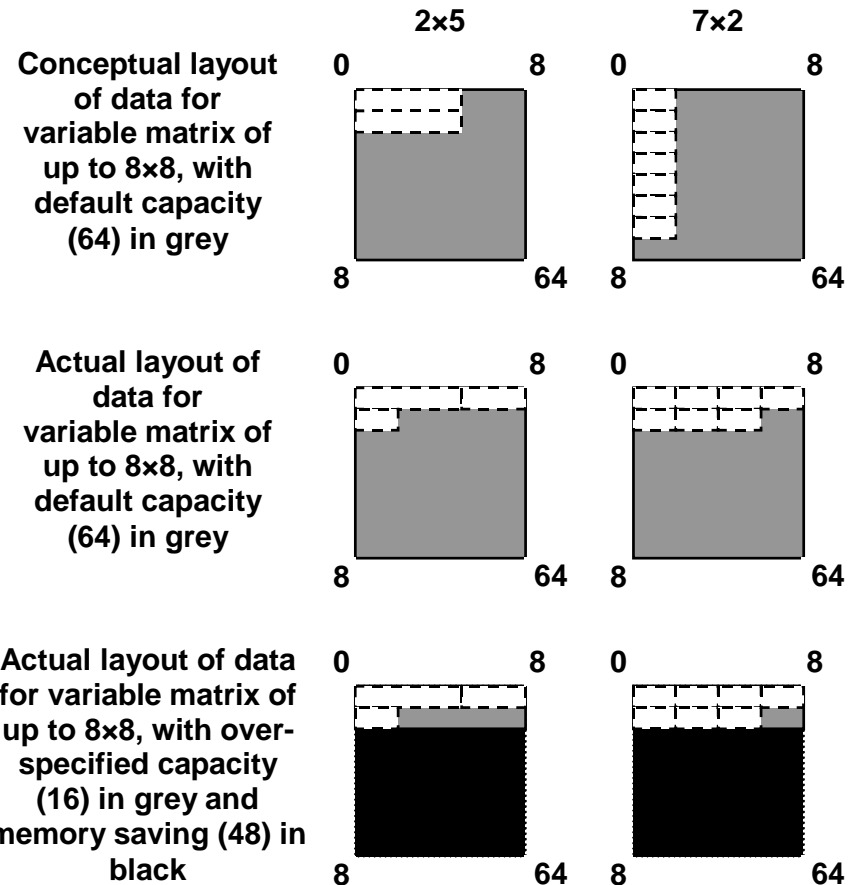 2×5 7×2
Conceptual layout
of data for
variable matrix of
up to 8×8, with
default capacity
(64) in grey
0 8 0 8
8 64 8 64
Actual layout of
data for
variable matrix of
up to 8×8, with
default capacity
(64) in grey
0 8 0 8
8 64 8 64
Actual layout of data
for variable matrix of
up to 8×8, with over-
specified capacity
(16) in grey and
memory saving (48) in
black
0 8 0 8
8 64 8 64